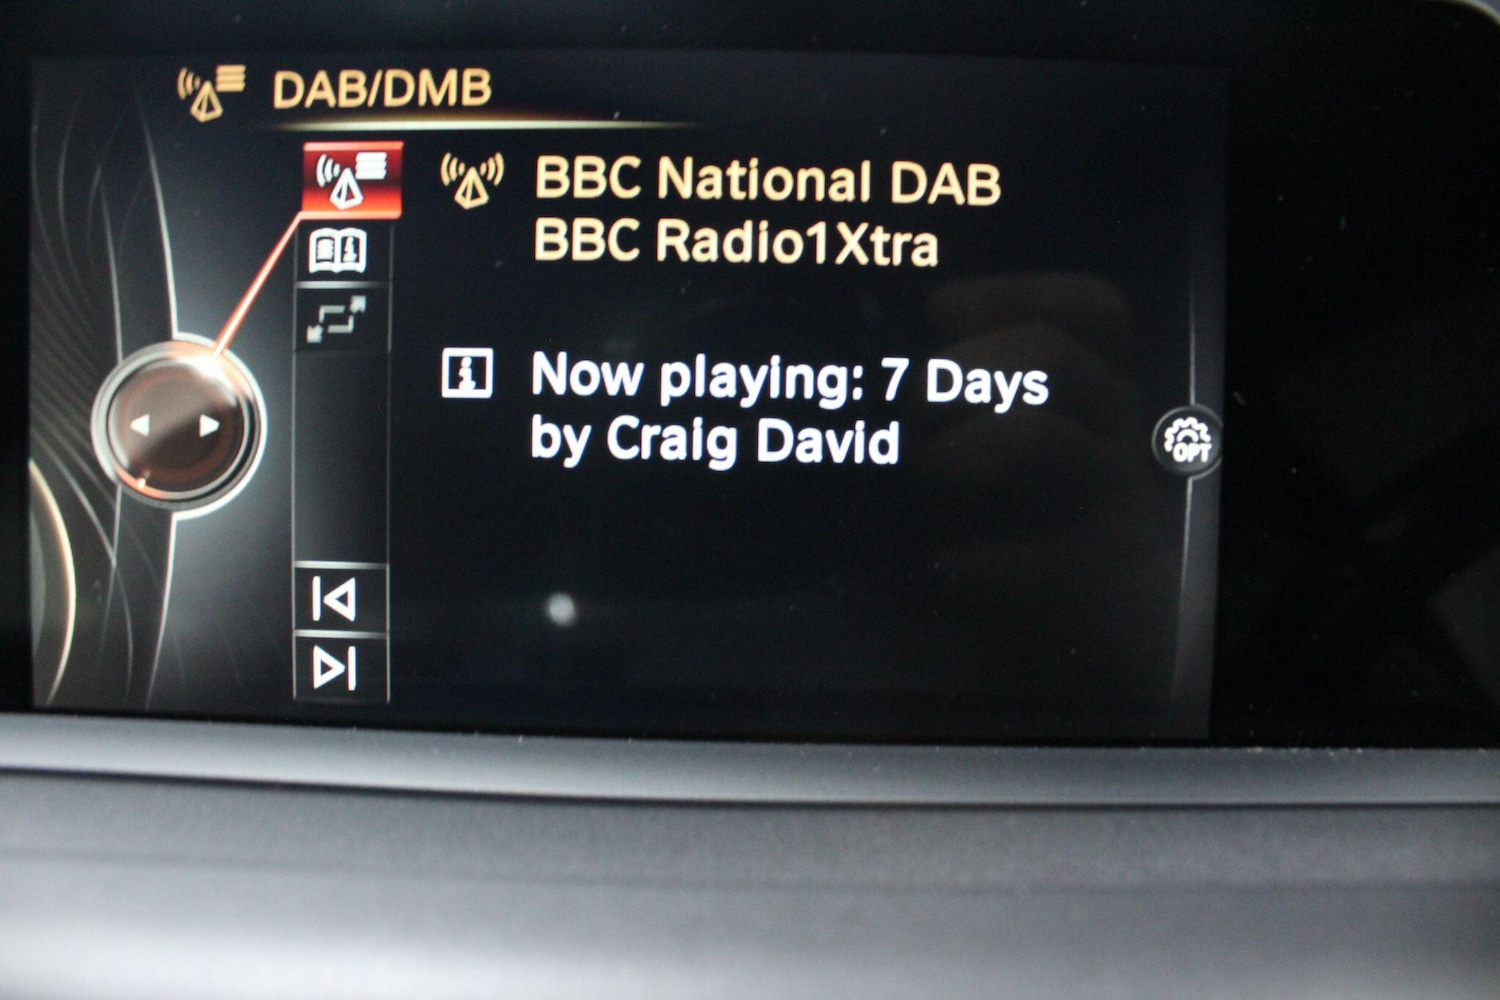 DAB/DMB
BBC National DAB
BBC Radio1Xtra
Now playing: 7 Days
by Craig David
OPT